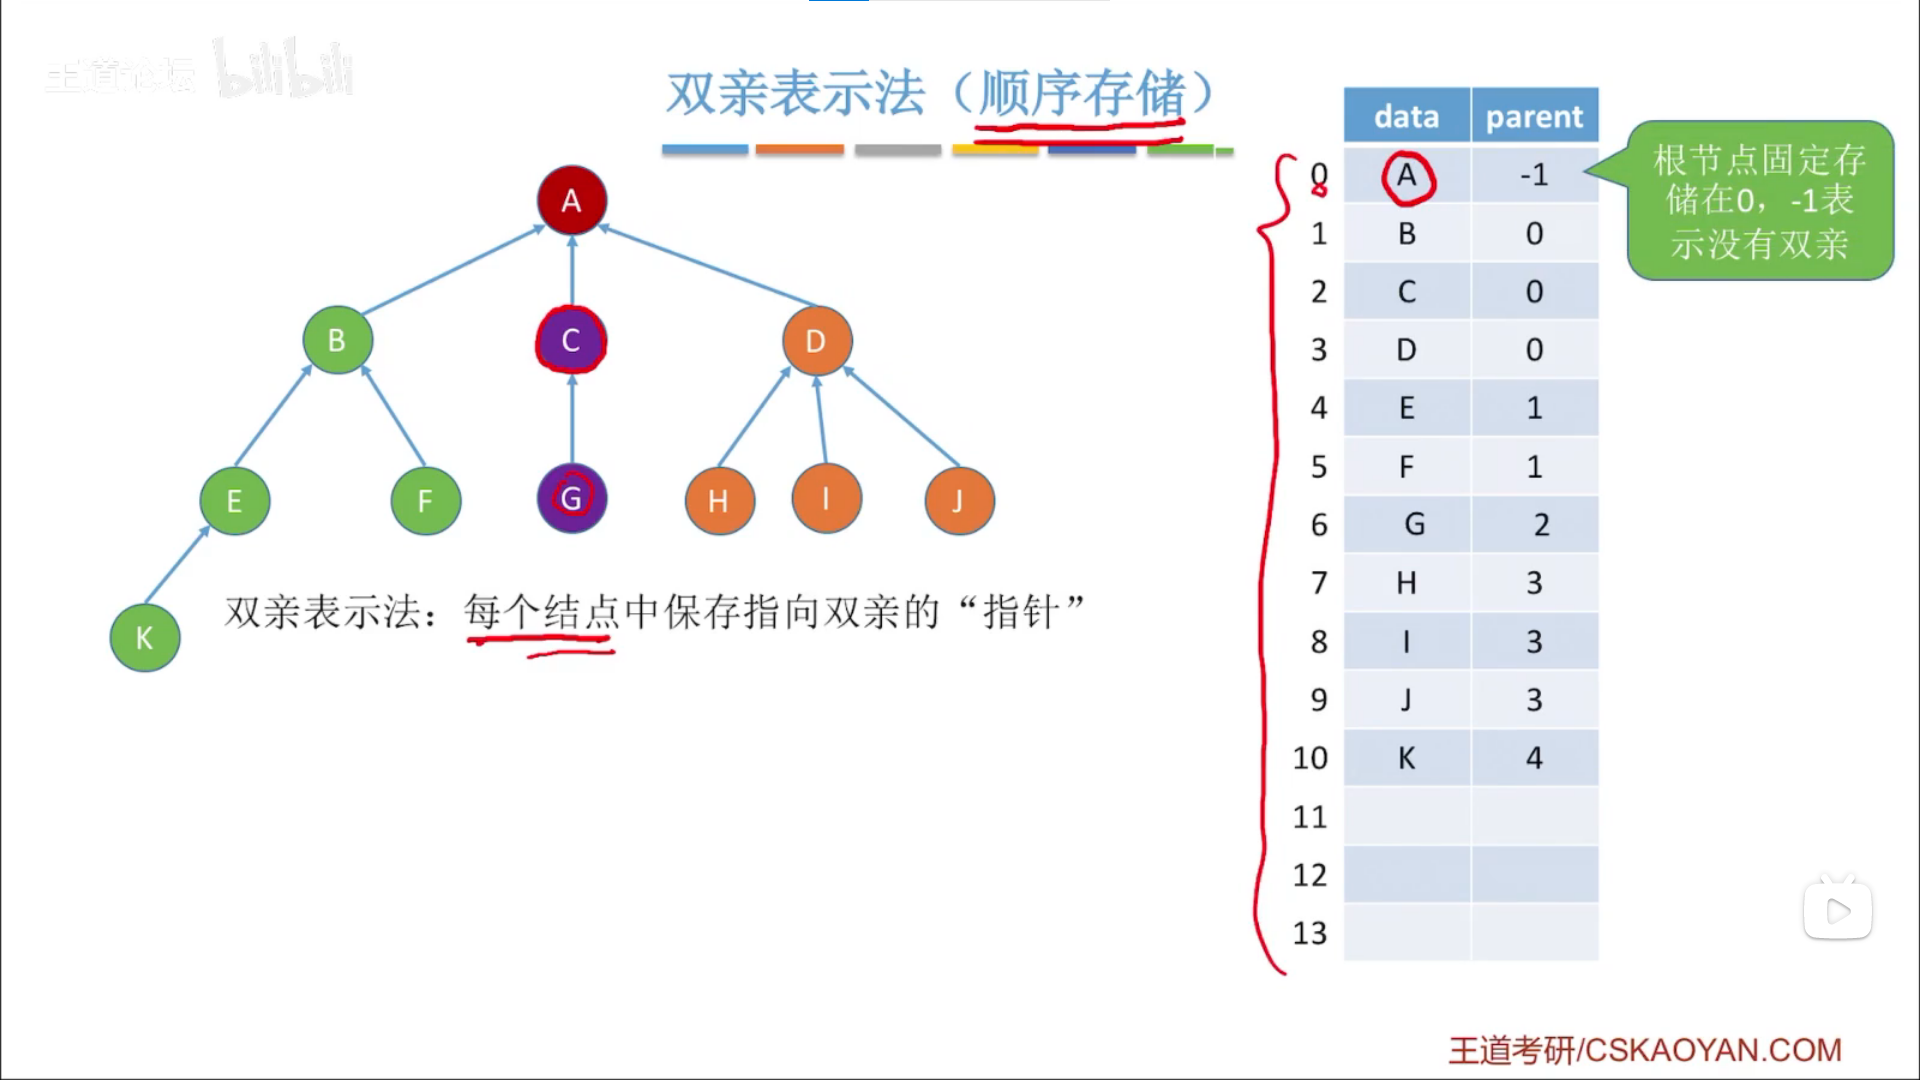 王道论坛 bilibili
双亲表示法（顺序存储）
A
B C D
E F G H I J
K
双亲表示法：每个结点中保存指向双亲的“指针”
data parent
0 A -1
1 B 0
2 C 0
3 D 0
4 E 1
5 F 1
6 G 2
7 H 3
8 I 3
9 J 3
10 K 4
11
12
13
根节点固定存
储在0，-1表
示没有双亲
王道考研/CSKAOYAN.COM